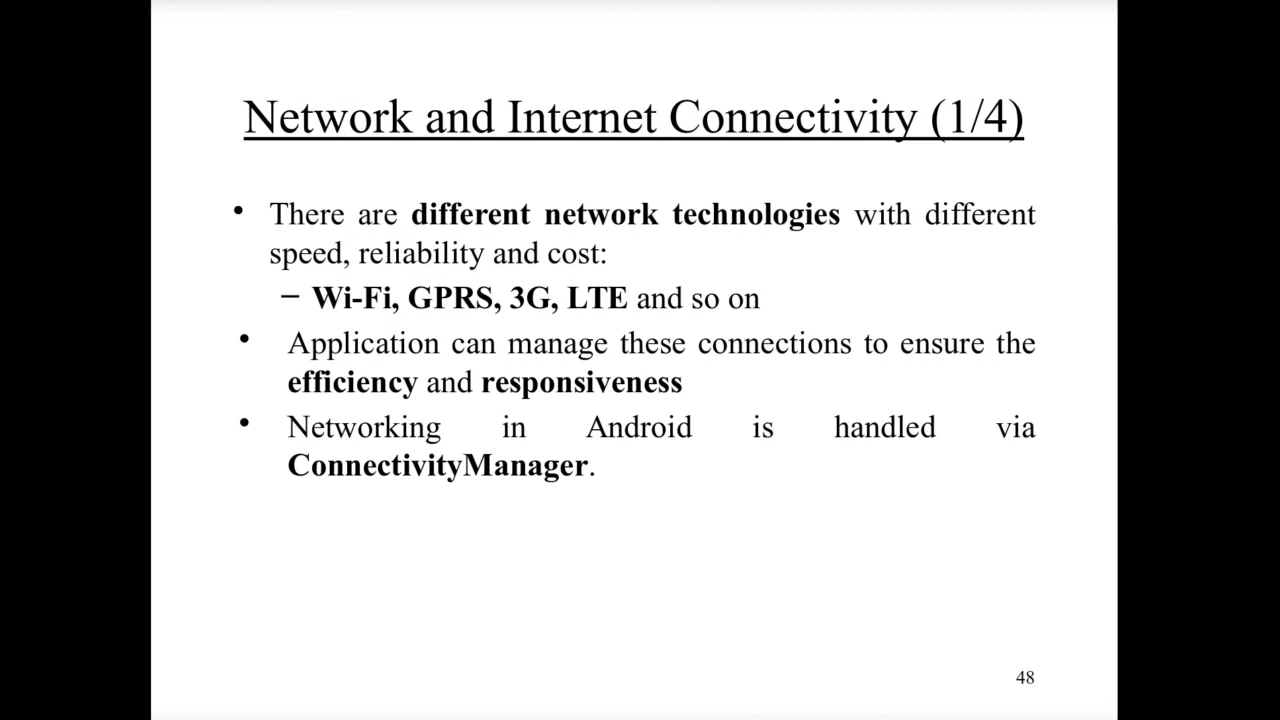 Network and Internet Connectivity (1/4)
• There are different network technologies with different
speed, reliability and cost:
– Wi-Fi, GPRS, 3G, LTE and so on
• Application can manage these connections to ensure the
efficiency and responsiveness
• Networking in Android is handled via
ConnectivityManager.
48